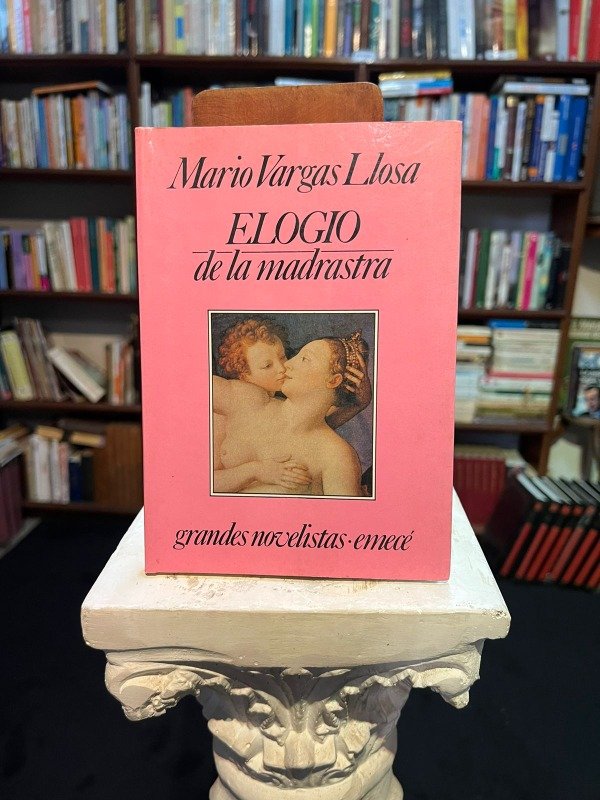 Mario Vargas Llosa
ELOGIO
de la madrastra
grandes novelistas · emecé